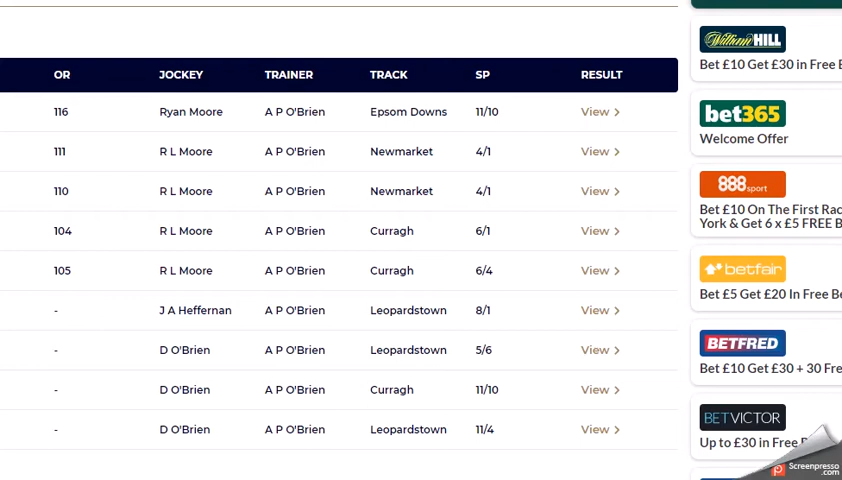 OR JOCKEY TRAINER TRACK SP RESULT
116 Ryan Moore A P O'Brien Epsom Downs 11/10 View >
111 R L Moore A P O'Brien Newmarket 4/1 View >
110 R L Moore A P O'Brien Newmarket 4/1 View >
104 R L Moore A P O'Brien Curragh 6/1 View >
105 R L Moore A P O'Brien Curragh 6/4 View >
- J A Heffernan A P O'Brien Leopardstown 8/1 View >
- D O'Brien A P O'Brien Leopardstown 5/6 View >
- D O'Brien A P O'Brien Curragh 11/10 View >
- D O'Brien A P O'Brien Leopardstown 11/4 View >
William HILL
Bet £10 Get £30 in Free
bet365
Welcome Offer
888sport
Bet £10 On The First
York & Get 6 x £5 FREE
betfair
Bet £5 Get £20 In Free
BETFRED
Bet £10 Get £30 + 30
BETVICTOR
Up to £30 in Free
Screenpresso
.com